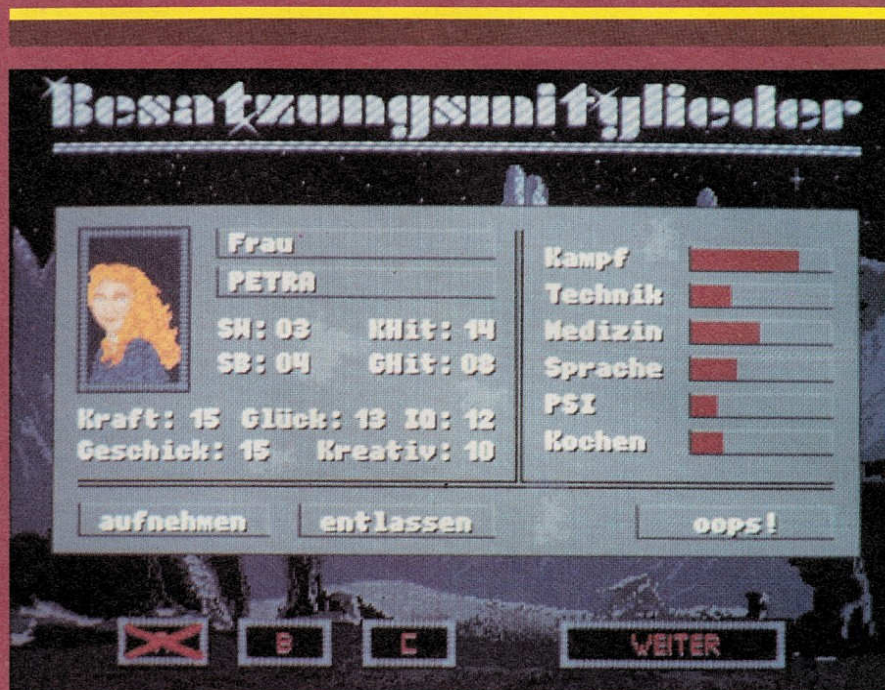 Besatzungsmitglieder
Frau
PETRA
SW: 03 KHit: 14
SB: 04 GHit: 08
Kraft: 15 Glück: 13 IQ: 12
Geschick: 15 Kreativ: 10
Kampf
Technik
Medizin
Sprache
PSI
Kochen
aufnehmen entlassen oops!
B C WEITER